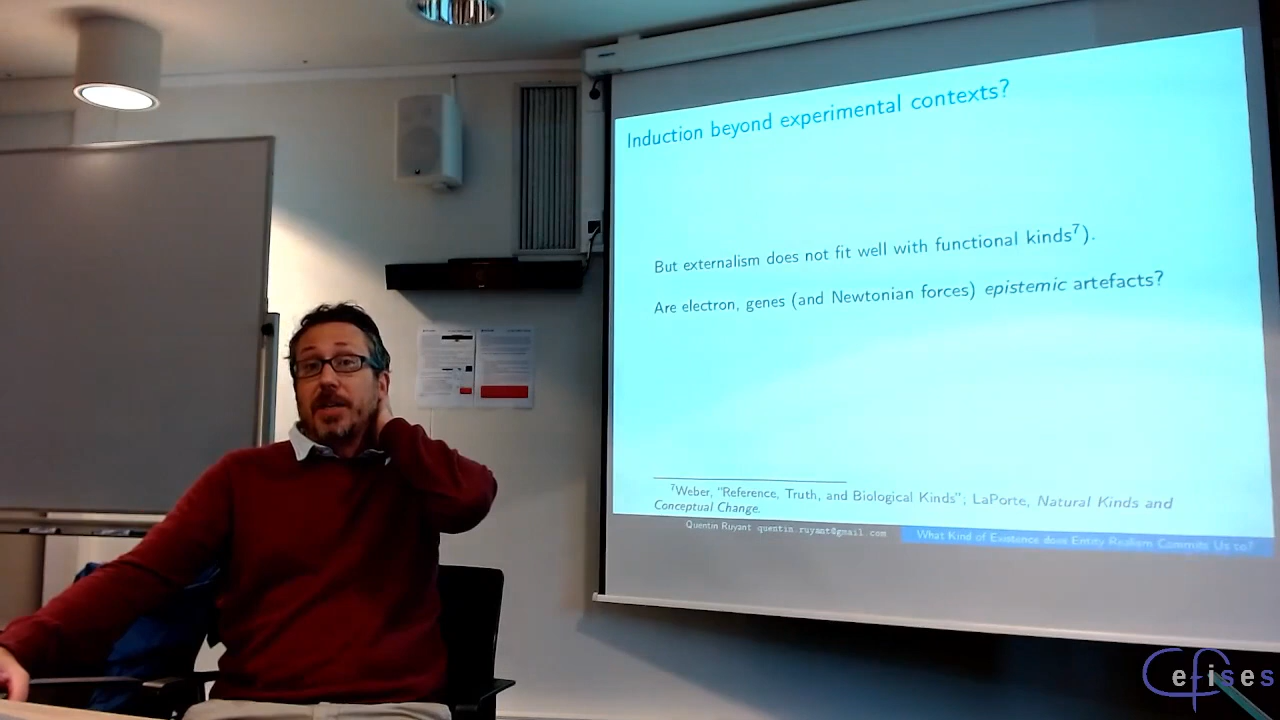 Induction beyond experimental contexts?
But externalism does not fit well with functional kinds⁷).
Are electron, genes (and Newtonian forces) epistemic artefacts?
⁷Weber, "Reference, Truth, and Biological Kinds"; LaPorte, Natural Kinds and
Conceptual Change.
Quentin Ruyant quentin.ruyant@gmail.com
What Kind of Existence does Entity Realism Commits Us to?
Cefises